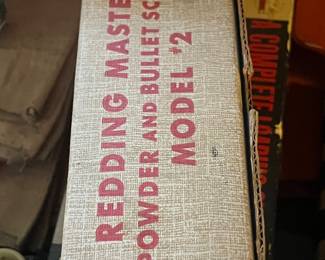 REDDING MASTE
POWDER AND BULLET SC
MODEL #2
A COMPLETE